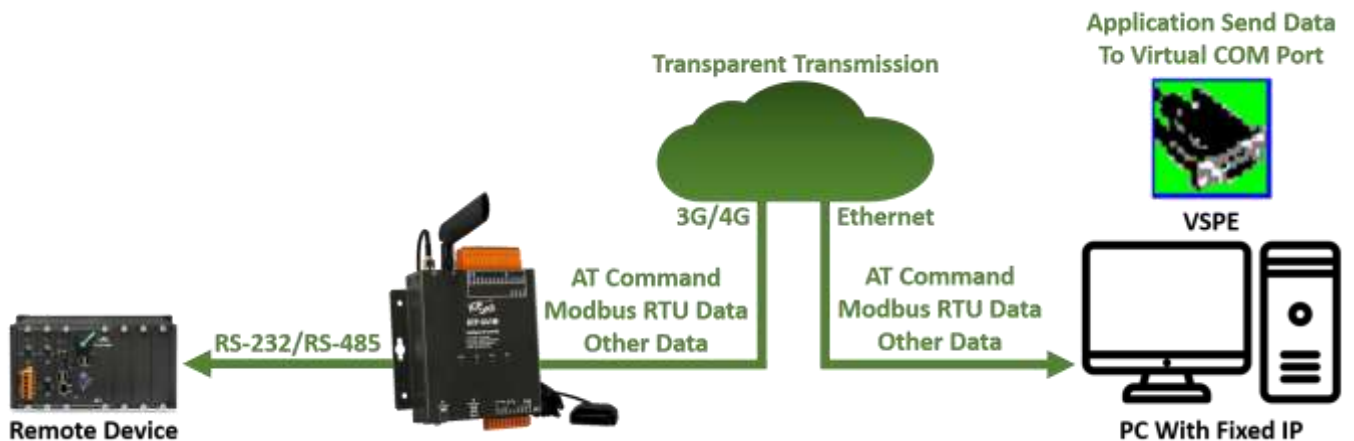 Application Send Data
To Virtual COM Port
Transparent Transmission
VSPE
3G/4G
Ethernet
AT Command
Modbus RTU Data
Other Data
AT Command
Modbus RTU Data
Other Data
RS-232/RS-485
Remote Device
PC With Fixed IP